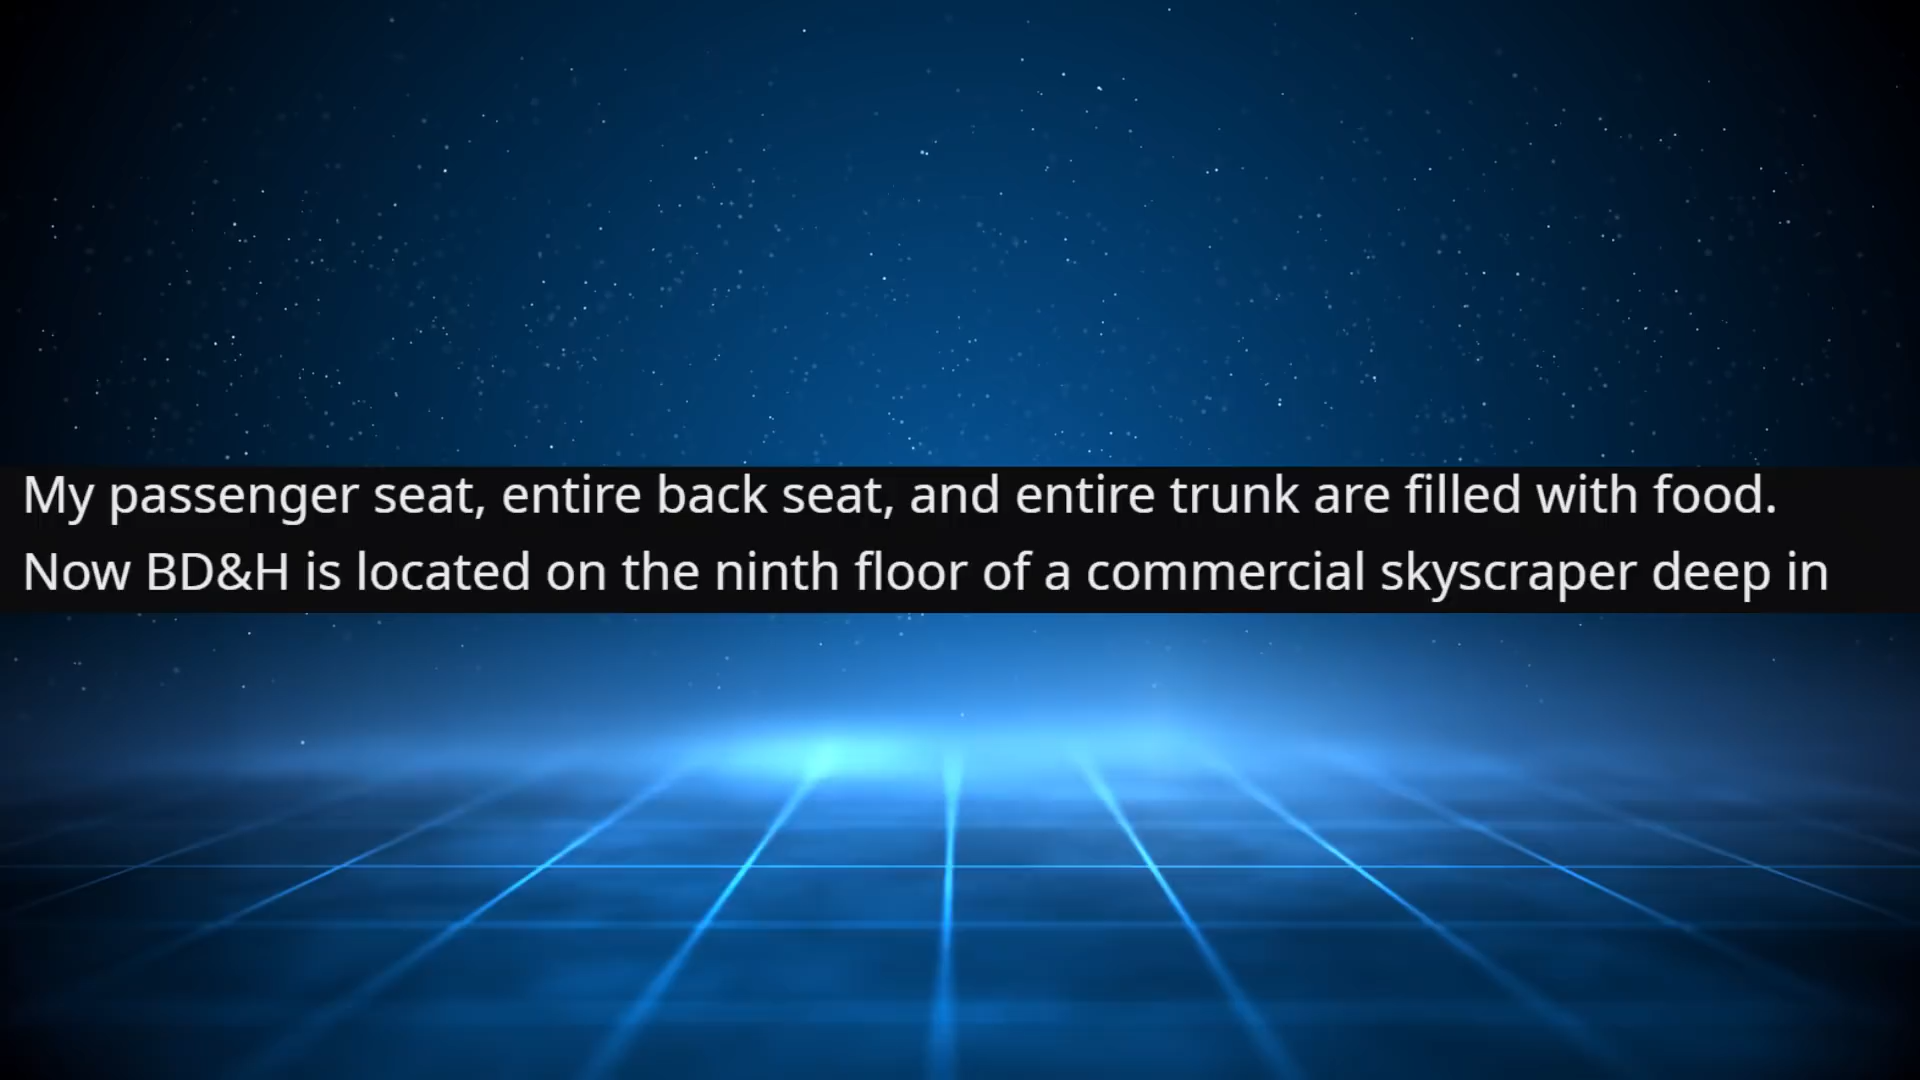 My passenger seat, entire back seat, and entire trunk are filled with food.
Now BD&H is located on the ninth floor of a commercial skyscraper deep in